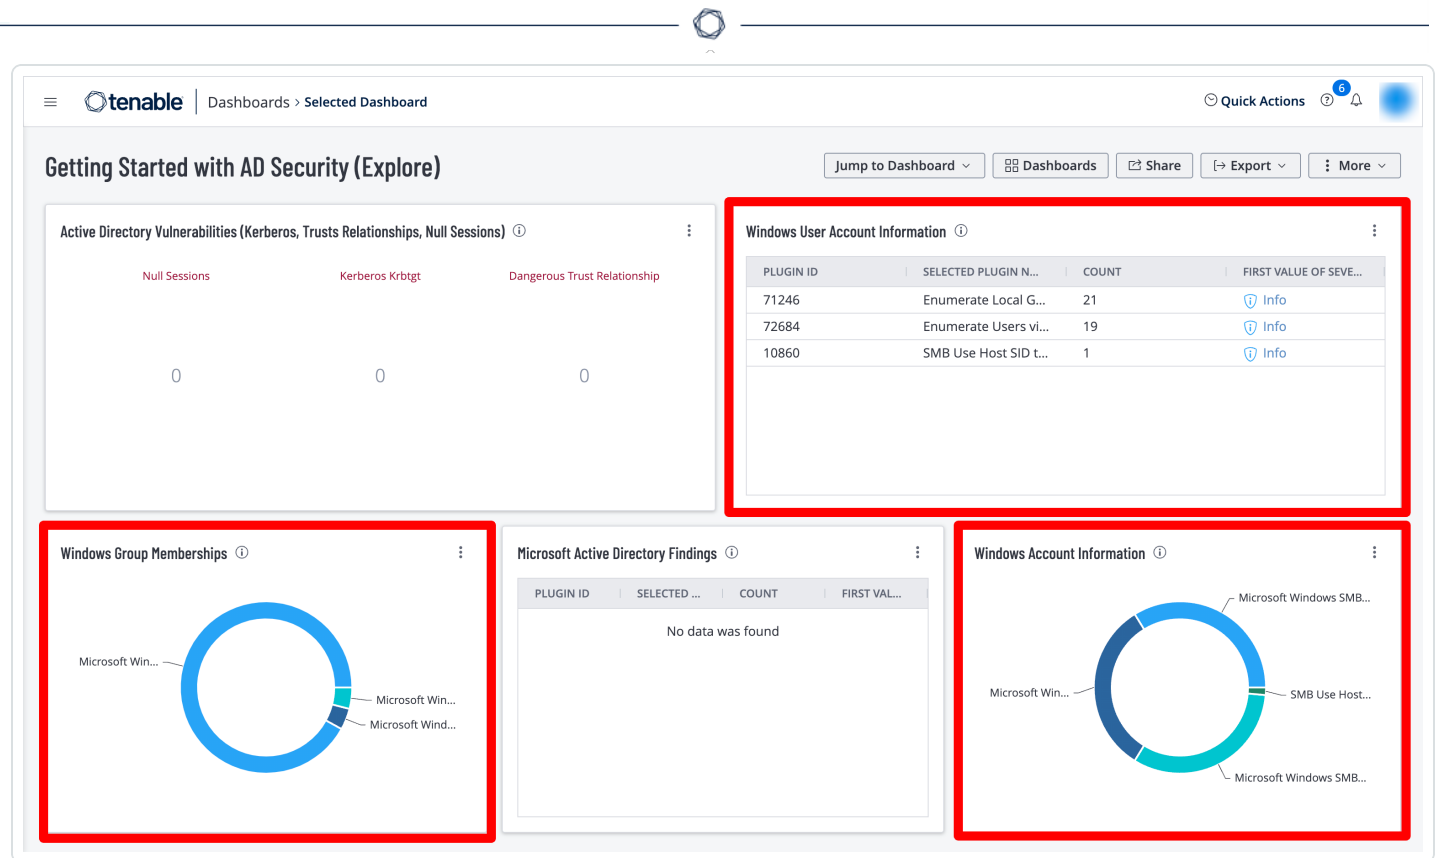 tenable Dashboards > Selected Dashboard Quick Actions 6
Getting Started with AD Security (Explore) Jump to Dashboard Dashboards Share Export More
Active Directory Vulnerabilities (Kerberos, Trusts Relationships, Null Sessions)
Null Sessions Kerberos Krbtgt Dangerous Trust Relationship
0 0 0
Windows User Account Information
PLUGIN ID SELECTED PLUGIN N... COUNT FIRST VALUE OF SEVE...
71246 Enumerate Local G... 21 Info
72684 Enumerate Users vi... 19 Info
10860 SMB Use Host SID t... 1 Info
Windows Group Memberships
Microsoft Win...
Microsoft Win...
Microsoft Wind...
Microsoft Active Directory Findings
PLUGIN ID SELECTED ... COUNT FIRST VAL...
No data was found
Windows Account Information
Microsoft Windows SMB...
Microsoft Win...
SMB Use Host...
Microsoft Windows SMB...